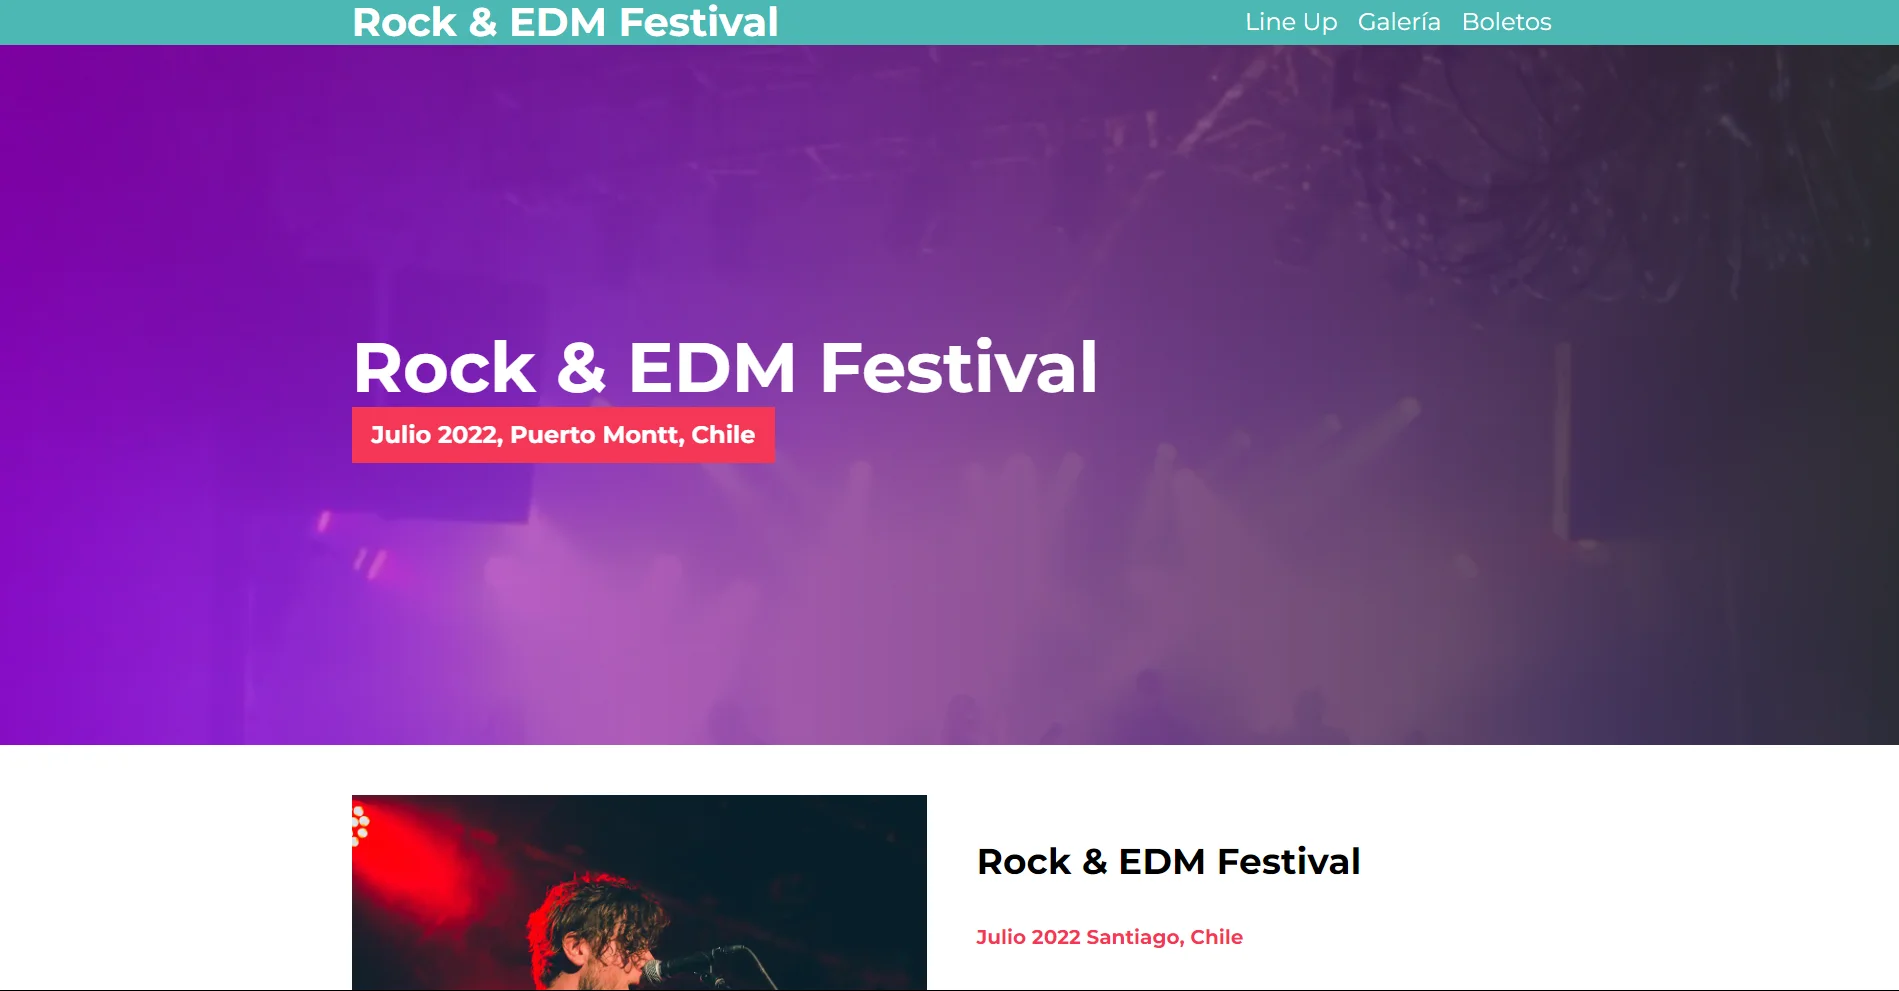 Rock & EDM Festival
Line Up Galería Boletos
Rock & EDM Festival
Julio 2022, Puerto Montt, Chile
Rock & EDM Festival
Julio 2022 Santiago, Chile